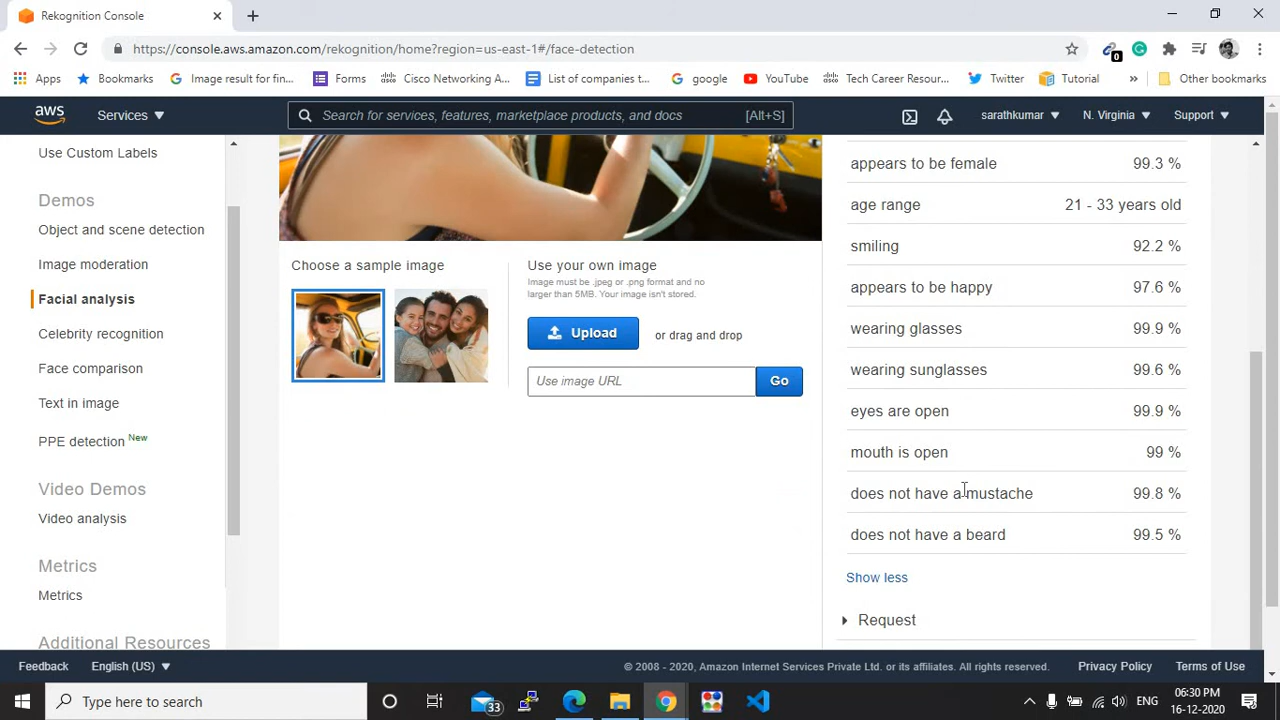 Rekognition Console
https://console.aws.amazon.com/rekognition/home?region=us-east-1#/face-detection
0
Apps
Bookmarks
Image result for fin...
Forms
Cisco Networking A...
List of companies t...
google
YouTube
Tech Career Resour...
Twitter
Tutorial
»
Other bookmarks
aws
Services
Search for services, features, marketplace products, and docs [Alt+S]
sarathkumar
N. Virginia
Support
Use Custom Labels
Demos
Object and scene detection
Image moderation
Facial analysis
Celebrity recognition
Face comparison
Text in image
PPE detection New
Video Demos
Video analysis
Metrics
Metrics
Additional Resources
Choose a sample image
Use your own image
Image must be .jpeg or .png format and no
larger than 5MB. Your image isn't stored.
Upload
or drag and drop
Use image URL
Go
appears to be female 99.3 %
age range 21 - 33 years old
smiling 92.2 %
appears to be happy 97.6 %
wearing glasses 99.9 %
wearing sunglasses 99.6 %
eyes are open 99.9 %
mouth is open 99 %
does not have a mustache 99.8 %
does not have a beard 99.5 %
Show less
Request
Feedback
English (US)
© 2008 - 2020, Amazon Internet Services Private Ltd. or its affiliates. All rights reserved.
Privacy Policy
Terms of Use
Type here to search
33
ENG
06:30 PM
16-12-2020